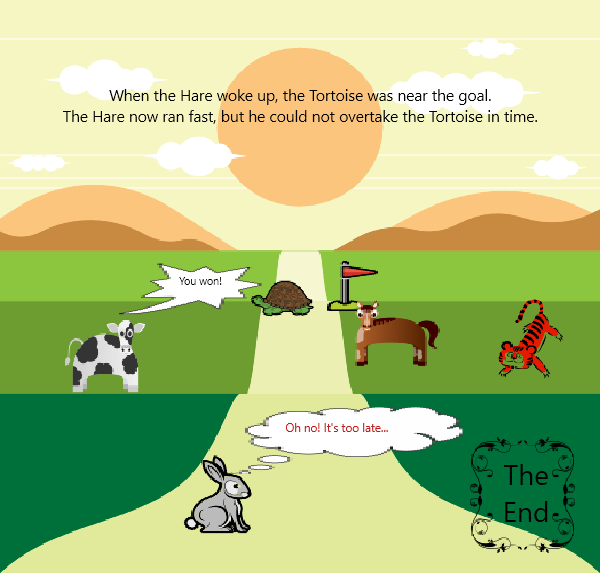 When the Hare woke up, the Tortoise was near the goal.
The Hare now ran fast, but he could not overtake the Tortoise in time.
You won!
Oh no! It's too late...
The
End